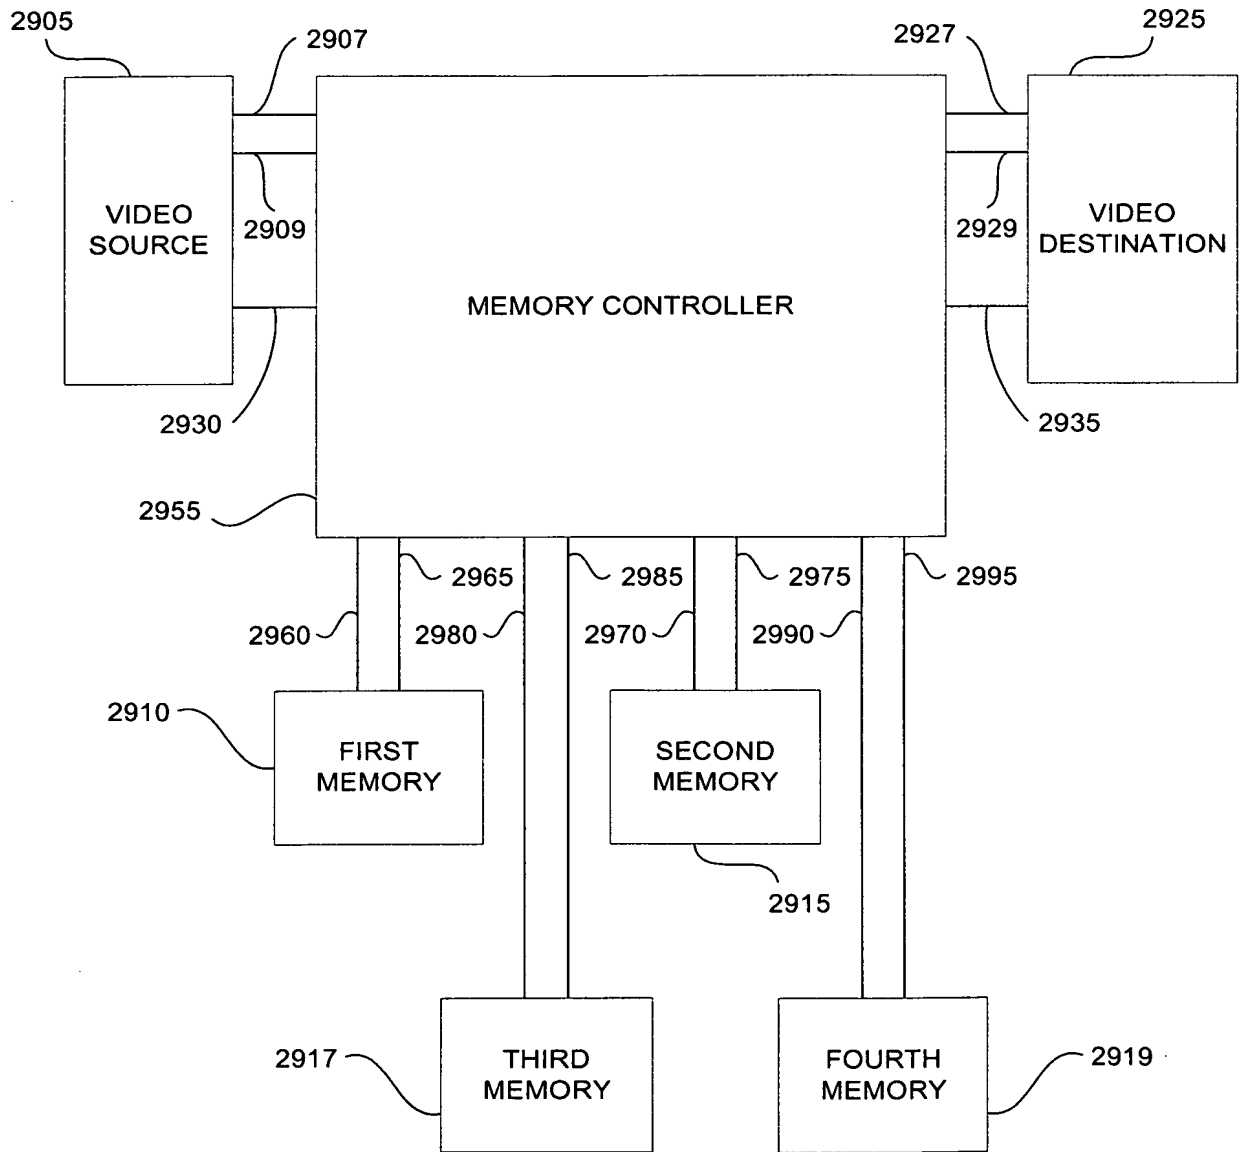 2905
2907
2927
2925
VIDEO
SOURCE
2909
2929
VIDEO
DESTINATION
MEMORY CONTROLLER
2930
2935
2955
2965
2985
2975
2995
2960
2980
2970
2990
2910
FIRST
MEMORY
SECOND
MEMORY
2915
2917
THIRD
MEMORY
FOURTH
MEMORY
2919